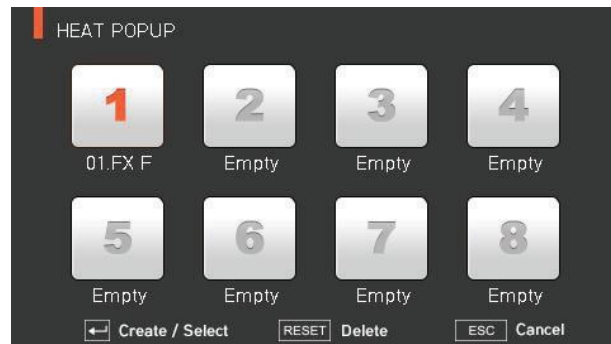 HEAT POPUP
1 2 3 4
01.FX F Empty Empty Empty
5 6 7 8
Empty Empty Empty Empty
Create / Select RESET Delete ESC Cancel